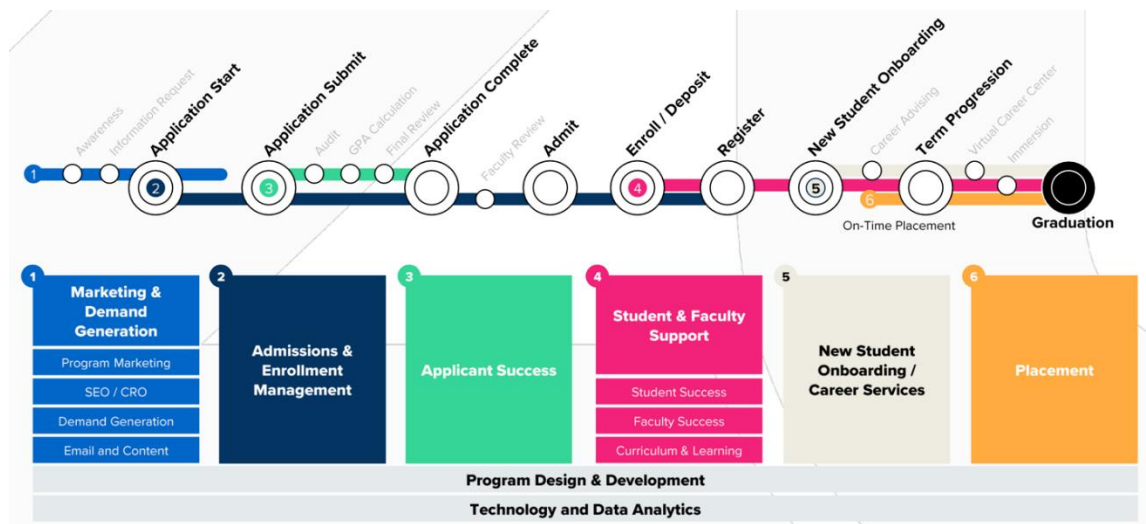 Awareness
Information Request
Application Start
Application Submit
Audit
GPA Calculation
Final Review
Application Complete
Faculty Review
Admit
Enroll / Deposit
Register
New Student Onboarding
Career Advising
Term Progression
Virtual Career Center
Immersion
1
2
3
4
5
6
On-Time Placement
Graduation
1
Marketing &
Demand
Generation
Program Marketing
SEO / CRO
Demand Generation
Email and Content
2
Admissions &
Enrollment
Management
3
Applicant Success
4
Student & Faculty
Support
Student Success
Faculty Success
Curriculum & Learning
5
New Student
Onboarding /
Career Services
6
Placement
Program Design & Development
Technology and Data Analytics